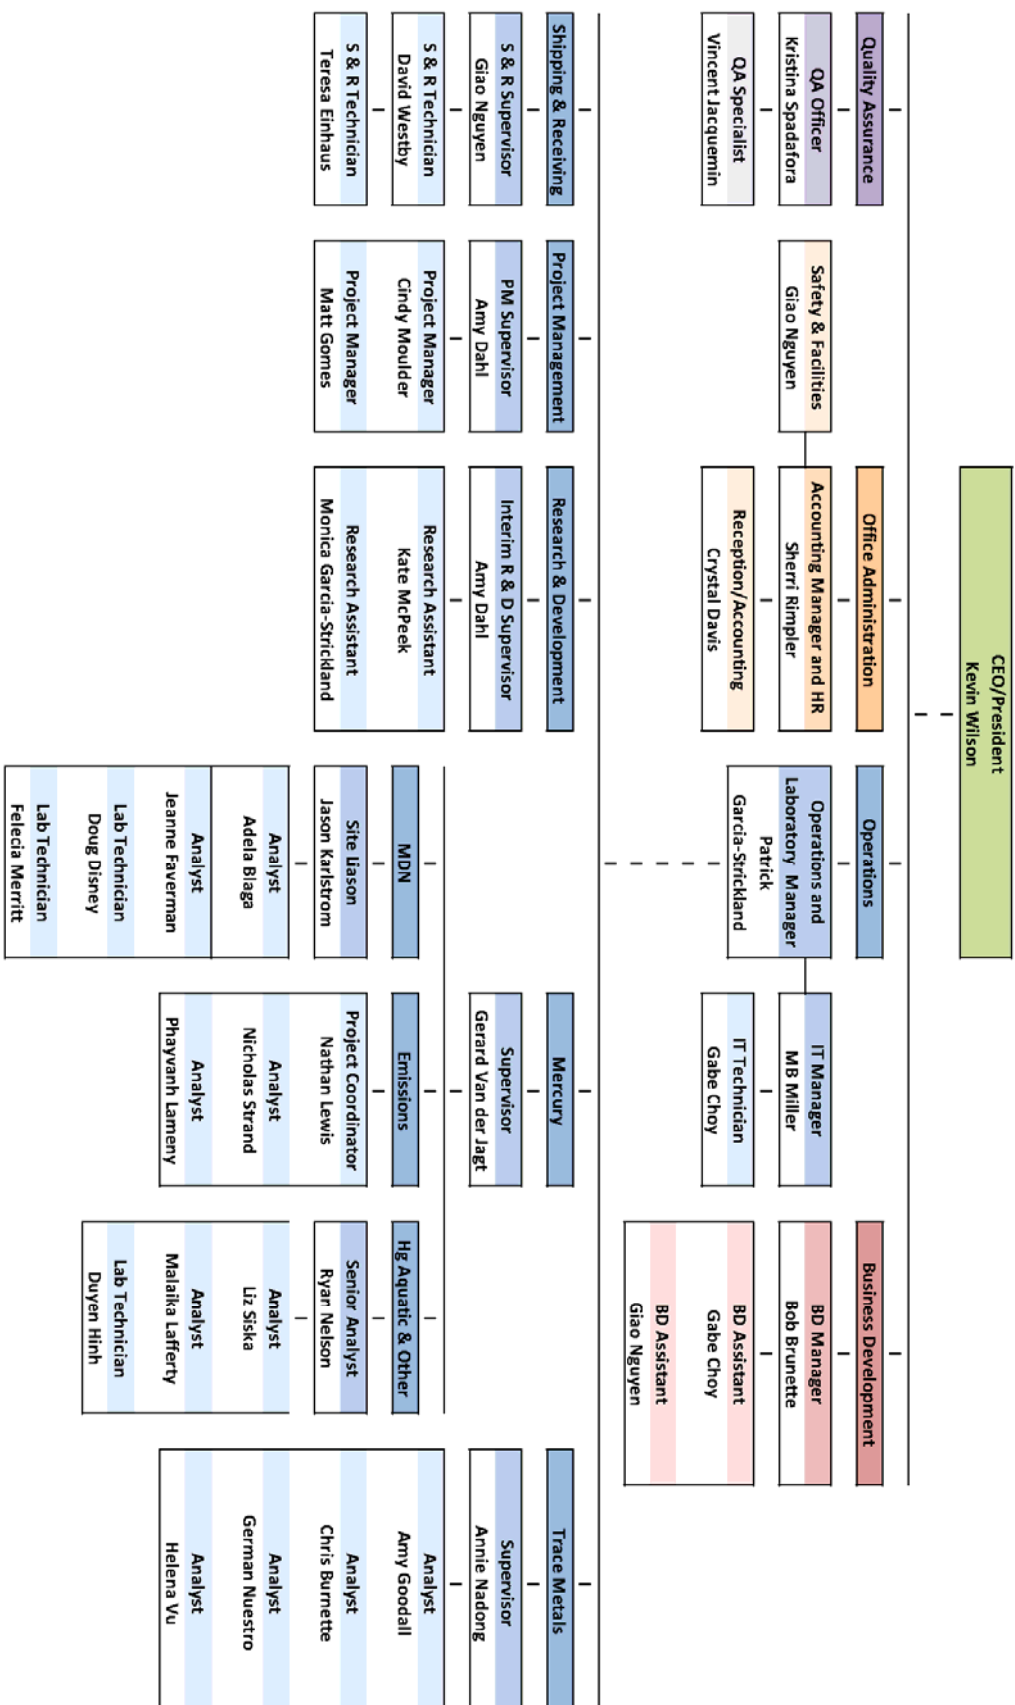 CEO/President
Kevin Wilson
Quality Assurance
QA Officer
Kristina Spadafora
QA Specialist
Vincent Jacquemin
Safety & Facilities
Giao Nguyen
Office Administration
Accounting Manager and HR
Sherri Rimpler
Reception/Accounting
Crystal Davis
Operations
Operations and
Laboratory Manager
Patrick
Garcia-Strickland
IT Manager
MB Miller
IT Technician
Gabe Choy
Business Development
BD Manager
Bob Brunette
BD Assistant
Gabe Choy
BD Assistant
Giao Nguyen
Shipping & Receiving
S & R Supervisor
Giao Nguyen
S & R Technician
David Westby
S & R Technician
Teresa Einhaus
Project Management
PM Supervisor
Amy Dahl
Project Manager
Cindy Moulder
Project Manager
Matt Gomes
Research & Development
Interim R & D Supervisor
Amy Dahl
Research Assistant
Kate McPeek
Research Assistant
Monica Garcia-Strickland
Mercury
Supervisor
Gerard Van der Jagt
MDN
Site Liason
Jason Karlstrom
Analyst
Adela Blaga
Analyst
Jeanne Faverman
Lab Technician
Doug Disney
Lab Technician
Felecia Merritt
Emissions
Project Coordinator
Nathan Lewis
Analyst
Nicholas Strand
Analyst
Phayvanh Lameny
Hg Aquatic & Other
Senior Analyst
Ryan Nelson
Analyst
Liz Siska
Analyst
Malaika Lafferty
Lab Technician
Duyen Hinh
Trace Metals
Supervisor
Annie Nadong
Analyst
Amy Goodall
Analyst
Chris Burnette
Analyst
German Nuestro
Analyst
Helena Vu